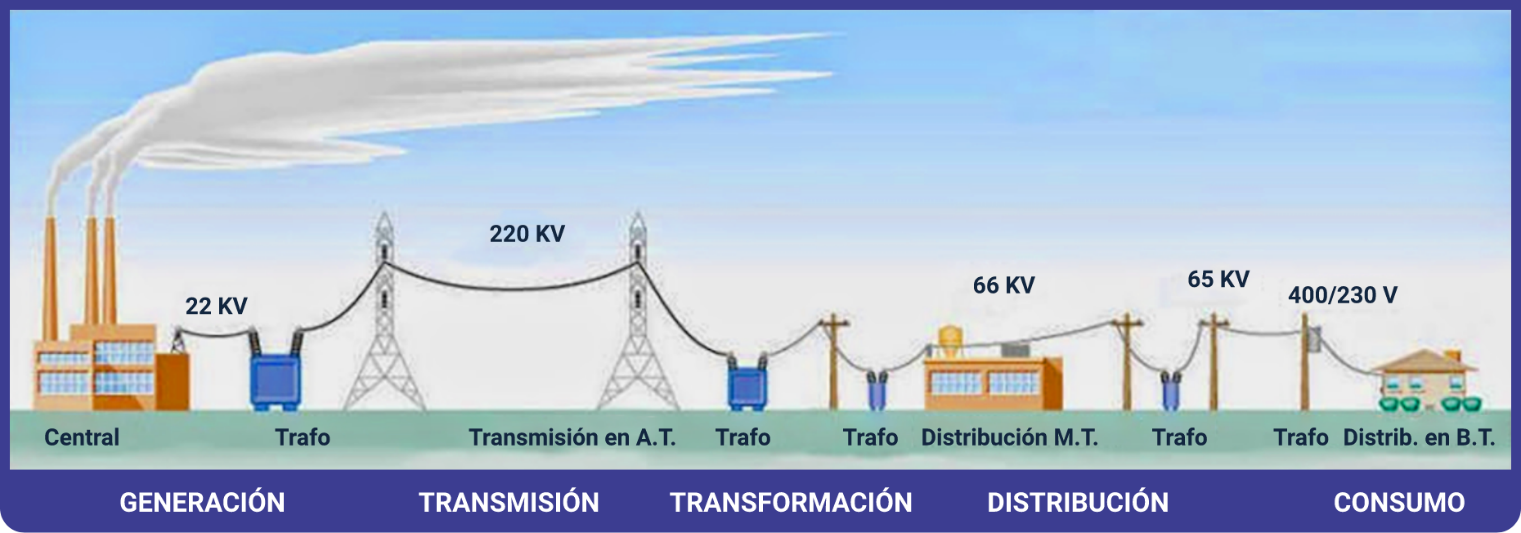 220 KV
22 KV
66 KV
65 KV
400/230 V
Central
Trafo
Transmisión en A.T.
Trafo
Trafo
Distribución M.T.
Trafo
Trafo
Distrib. en B.T.
GENERACIÓN
TRANSMISIÓN
TRANSFORMACIÓN
DISTRIBUCIÓN
CONSUMO